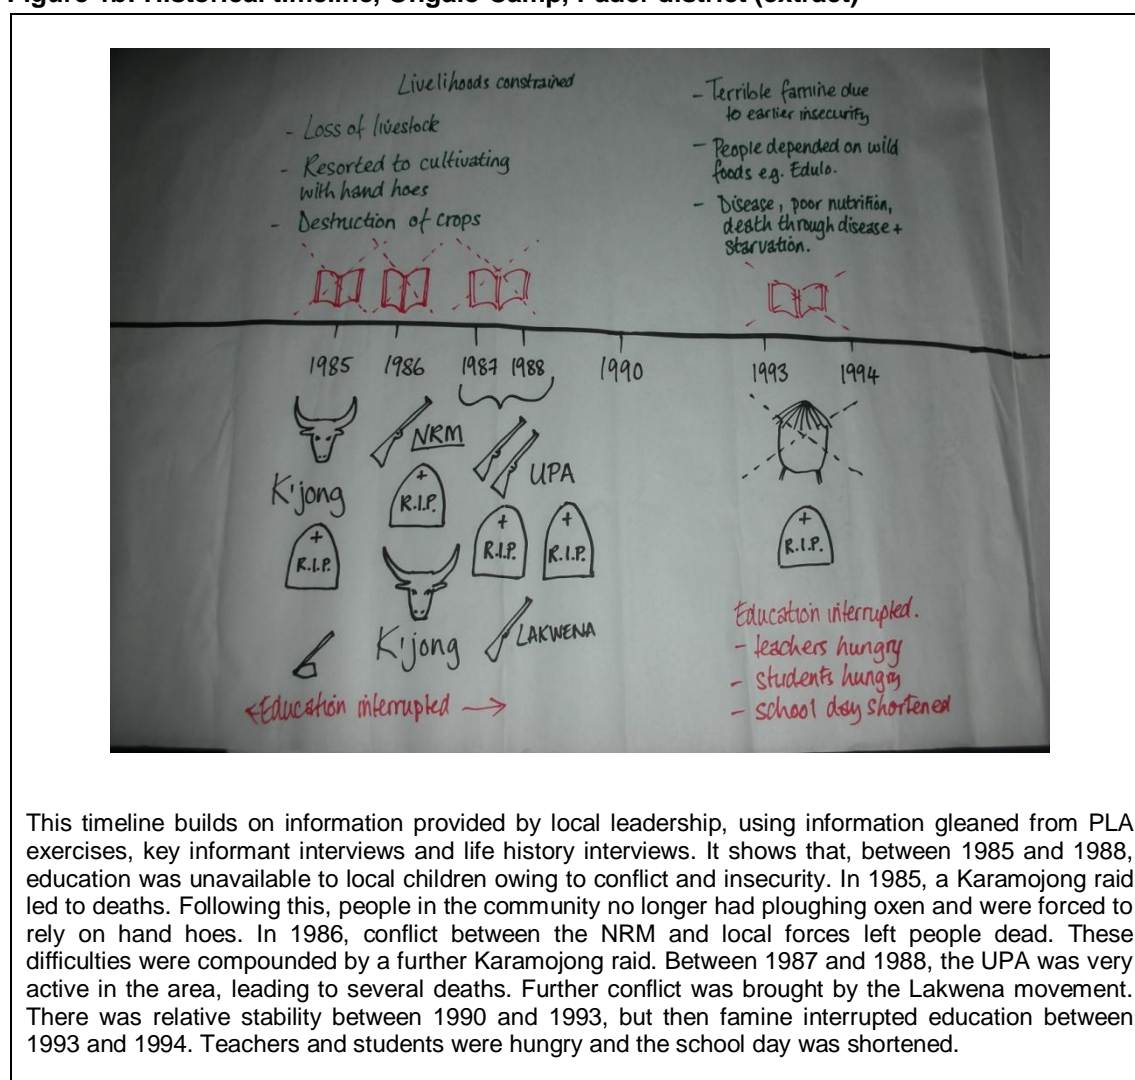 Figure Historical timeline, Camp, Pader district (extract)
Livelihoods constrained
- Loss of livestock
- Resorted to cultivating
with hand hoes
- Destruction of crops
- Terrible famine due
to earlier insecurity
- People depended on wild
foods e.g. Edulo.
- Disease, poor nutrition,
death through disease +
starvation.
1985 1986 1987 1988 1990 1993 1994
NRM
UPA
K'jong
R.I.P.
R.I.P.
R.I.P.
R.I.P.
R.I.P.
K'jong
LAKWENA
Education interrupted
Education interrupted.
- teachers hungry
- students hungry
- school day shortened
This timeline builds on information provided by local leadership, using information gleaned from PLA
exercises, key informant interviews and life history interviews. It shows that, between 1985 and 1988,
education was unavailable to local children owing to conflict and insecurity. In 1985, a Karamojong raid
led to deaths. Following this, people in the community no longer had ploughing oxen and were forced to
rely on hand hoes. In 1986, conflict between the NRM and local forces left people dead. These
difficulties were compounded by a further Karamojong raid. Between 1987 and 1988, the UPA was very
active in the area, leading to several deaths. Further conflict was brought by the Lakwena movement.
There was relative stability between 1990 and 1993, but then famine interrupted education between
1993 and 1994. Teachers and students were hungry and the school day was shortened.